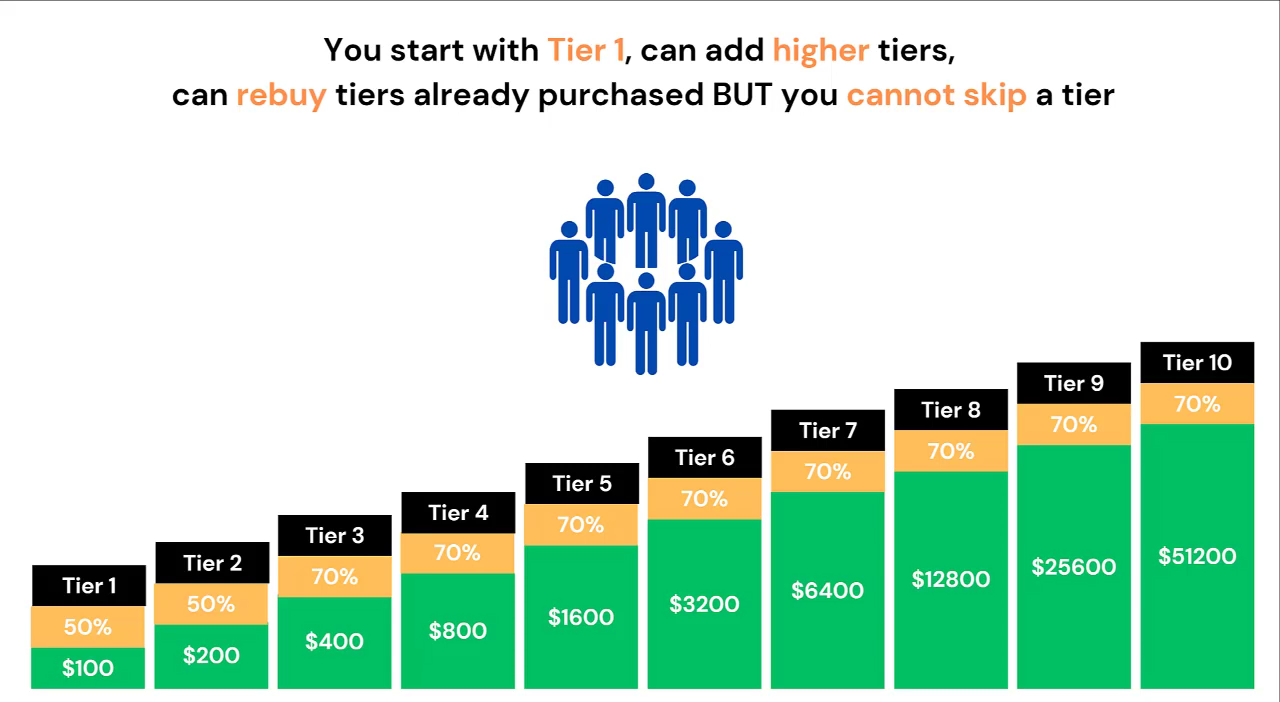 You start with Tier 1, can add higher tiers,
can rebuy tiers already purchased BUT you cannot skip a tier
Tier 1
50%
$100
Tier 2
50%
$200
Tier 3
70%
$400
Tier 4
70%
$800
Tier 5
70%
$1600
Tier 6
70%
$3200
Tier 7
70%
$6400
Tier 8
70%
$12800
Tier 9
70%
$25600
Tier 10
70%
$51200